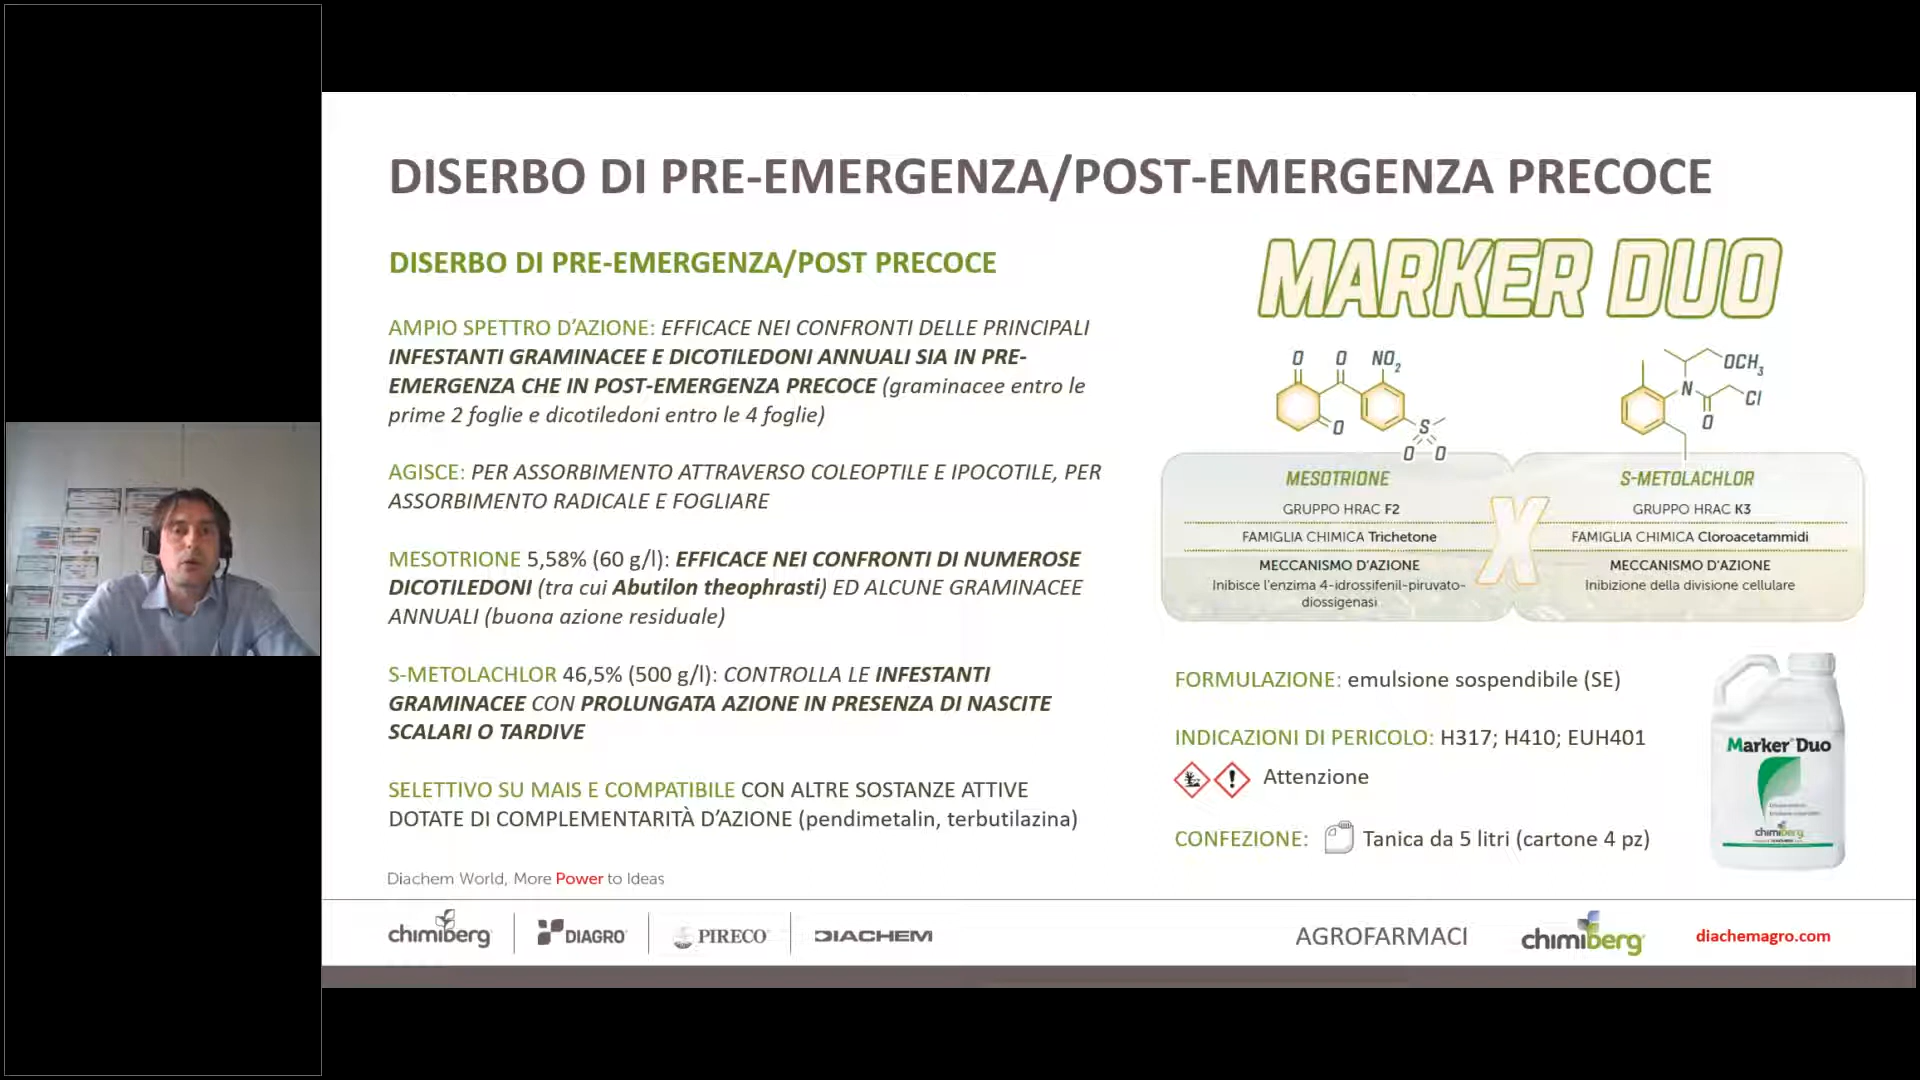 DISERBO DI PRE-EMERGENZA/POST-EMERGENZA PRECOCE
DISERBO DI PRE-EMERGENZA/POST PRECOCE
AMPIO SPETTRO D'AZIONE: EFFICACE NEI CONFRONTI DELLE PRINCIPALI
INFESTANTI GRAMINACEE E DICOTILEDONI ANNUALI SIA IN PRE-
EMERGENZA CHE IN POST-EMERGENZA PRECOCE (graminacee entro le
prime 2 foglie e dicotiledoni entro le 4 foglie)
AGISCE: PER ASSORBIMENTO ATTRAVERSO COLEOPTILE E IPOCOTILE, PER
ASSORBIMENTO RADICALE E FOGLIARE
MESOTRIONE 5,58% (60 g/l): EFFICACE NEI CONFRONTI DI NUMEROSE
DICOTILEDONI (tra cui Abutilon theophrasti) ED ALCUNE GRAMINACEE
ANNUALI (buona azione residuale)
S-METOLACHLOR 46,5% (500 g/l): CONTROLLA LE INFESTANTI
GRAMINACEE CON PROLUNGATA AZIONE IN PRESENZA DI NASCITE
SCALARI O TARDIVE
SELETTIVO SU MAIS E COMPATIBILE CON ALTRE SOSTANZE ATTIVE
DOTATE DI COMPLEMENTARITÀ D'AZIONE (pendimetalin, terbutilazina)
MARKER DUO
O O NO2
O
S
O O
OCH3
N
Cl
O
MESOTRIONE
GRUPPO HRAC F2
FAMIGLIA CHIMICA Trichetone
MECCANISMO D'AZIONE
Inibisce l'enzima 4-idrossifenil-piruvato-
diossigenasi
X
S-METOLACHLOR
GRUPPO HRAC K3
FAMIGLIA CHIMICA Cloroacetammidi
MECCANISMO D'AZIONE
Inibizione della divisione cellulare
FORMULAZIONE: emulsione sospendibile (SE)
INDICAZIONI DI PERICOLO: H317; H410; EUH401
Attenzione
CONFEZIONE: Tanica da 5 litri (cartone 4 pz)
Marker Duo
chimiberg
Diachem World, More Power to Ideas
chimiberg
DIAGRO
PIRECO
DIACHEM
AGROFARMACI
chimiberg
diachemagro.com